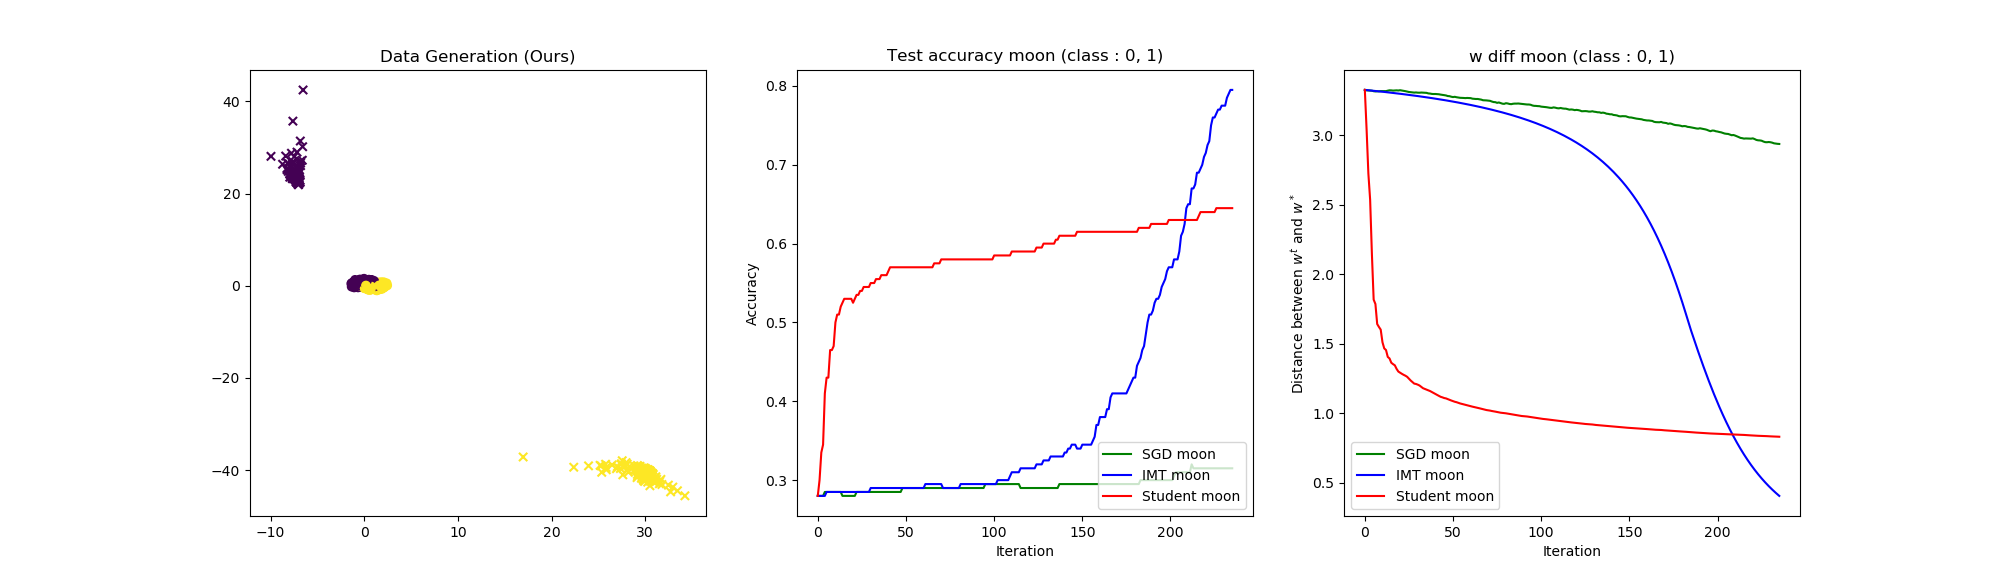 Data Generation (Ours)
40
20
0
−20
−40
−10
0
10
20
30
Test accuracy moon (class : 0, 1)
Accuracy
0.8
0.7
0.6
0.5
0.4
0.3
SGD moon
IMT moon
Student moon
0
50
100
150
200
Iteration
w diff moon (class : 0, 1)
Distance between w^t and w^*
3.0
2.5
2.0
1.5
1.0
0.5
SGD moon
IMT moon
Student moon
0
50
100
150
200
Iteration